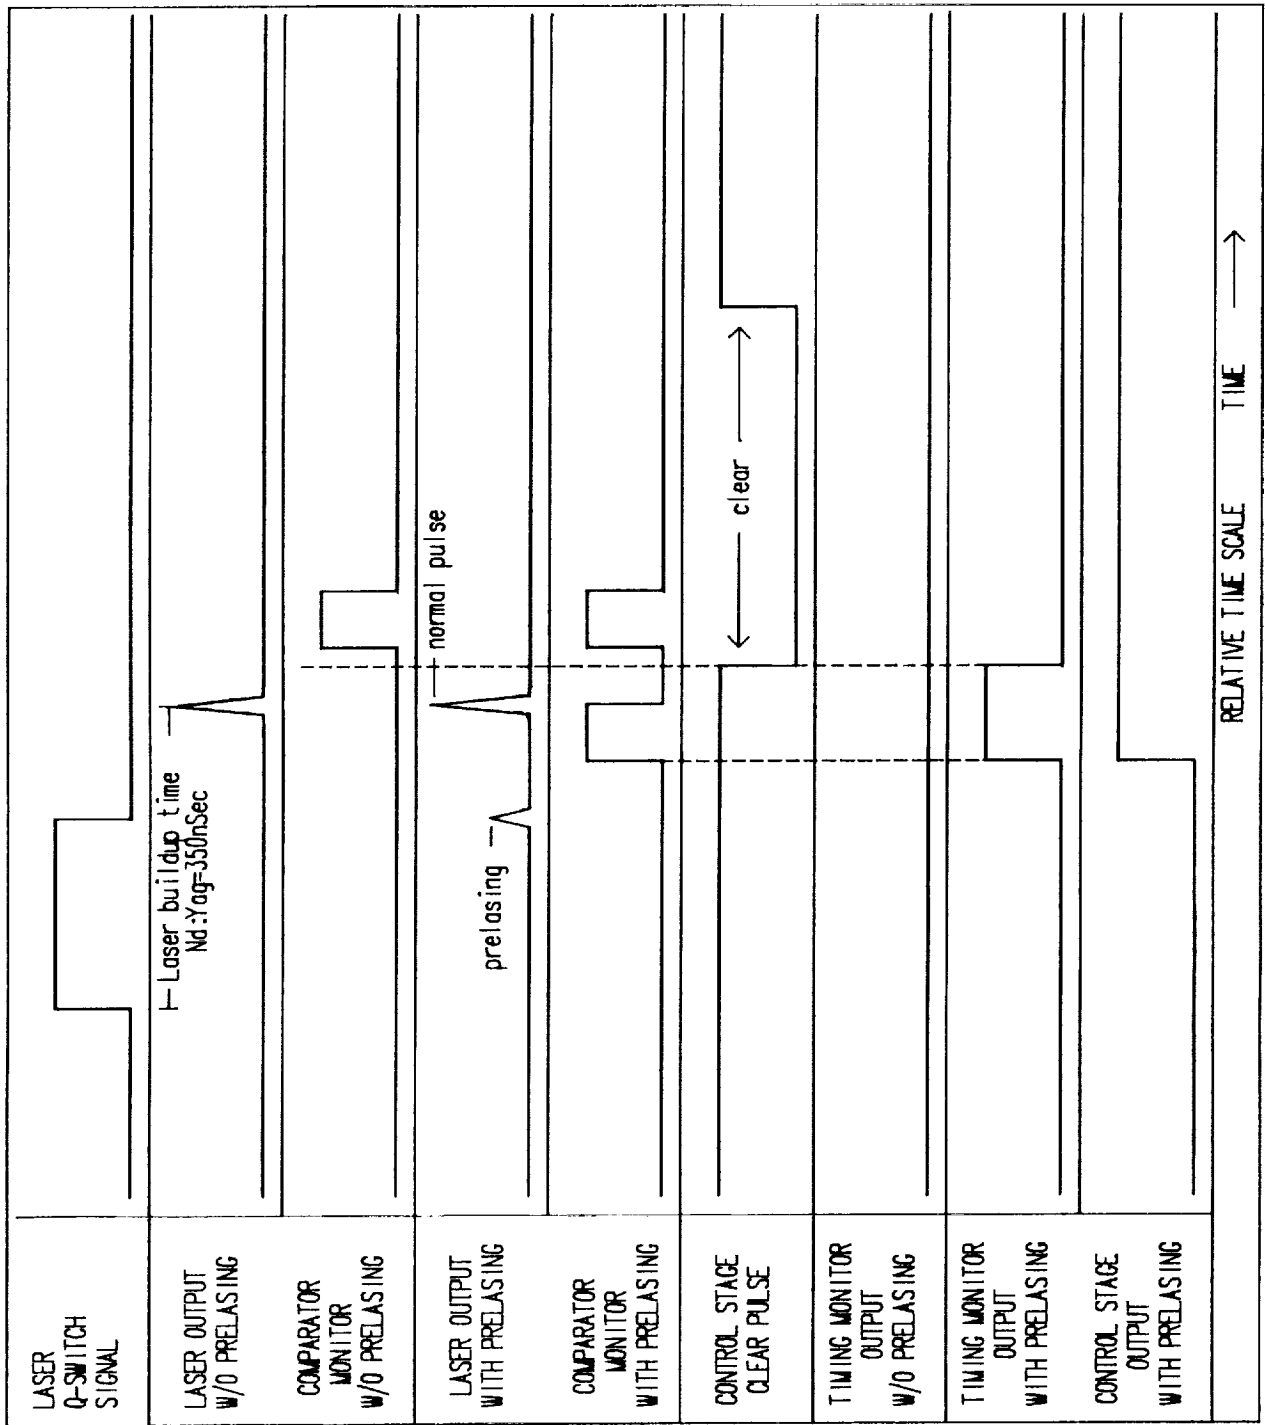 LASER
Q-SWITCH
SIGNAL
Laser buildup time
Nd:Yag=350nSec
LASER OUTPUT
W/O PRELASING
COMPARATOR
MONITOR
W/O PRELASING
LASER OUTPUT
WITH PRELASING
prelasing
normal pulse
COMPARATOR
MONITOR
WITH PRELASING
CONTROL STAGE
CLEAR PULSE
clear
TIMING MONITOR
OUTPUT
W/O PRELASING
TIMING MONITOR
OUTPUT
WITH PRELASING
CONTROL STAGE
OUTPUT
WITH PRELASING
RELATIVE TIME SCALE TIME